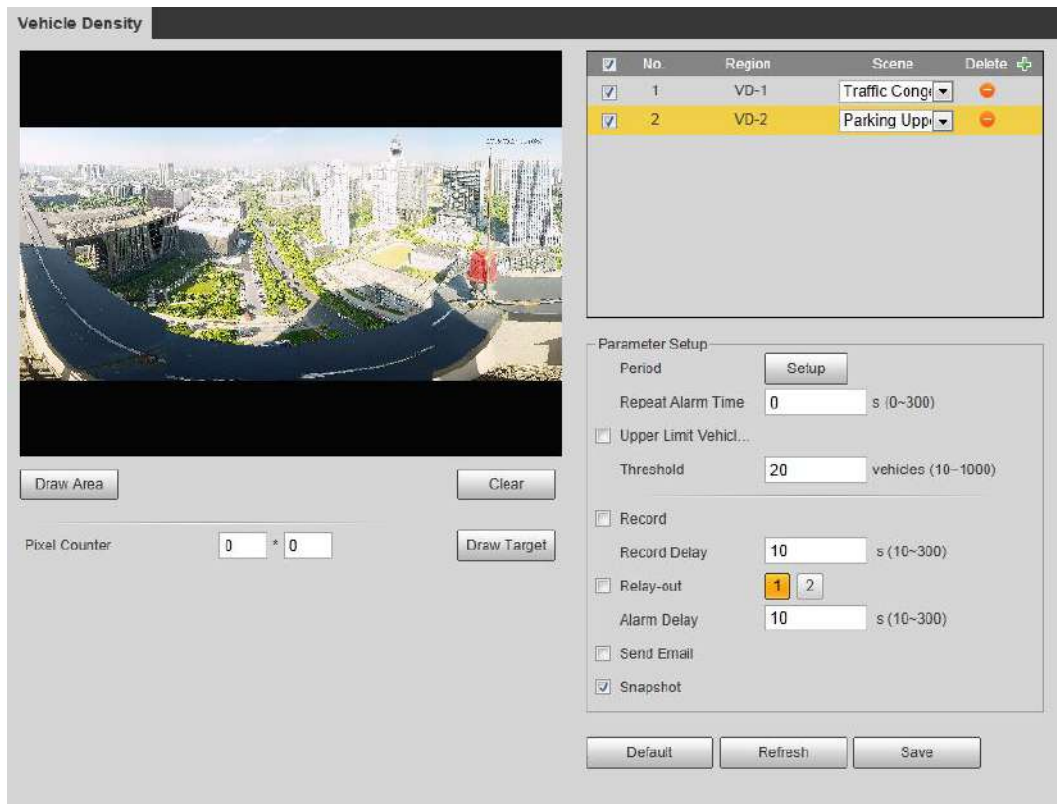 Vehicle Density
No. Region Scene Delete
1 VD-1 Traffic Conge
2 VD-2 Parking Upp
Parameter Setup
Period Setup
Repeat Alarm Time 0 s (0~300)
Upper Limit Vehicl...
Threshold 20 vehicles (10~1000)
Draw Area Clear
Record
Pixel Counter 0 * 0 Draw Target
Record Delay 10 s (10~300)
Relay-out 1 2
Alarm Delay 10 s (10~300)
Send Email
Snapshot
Default Refresh Save